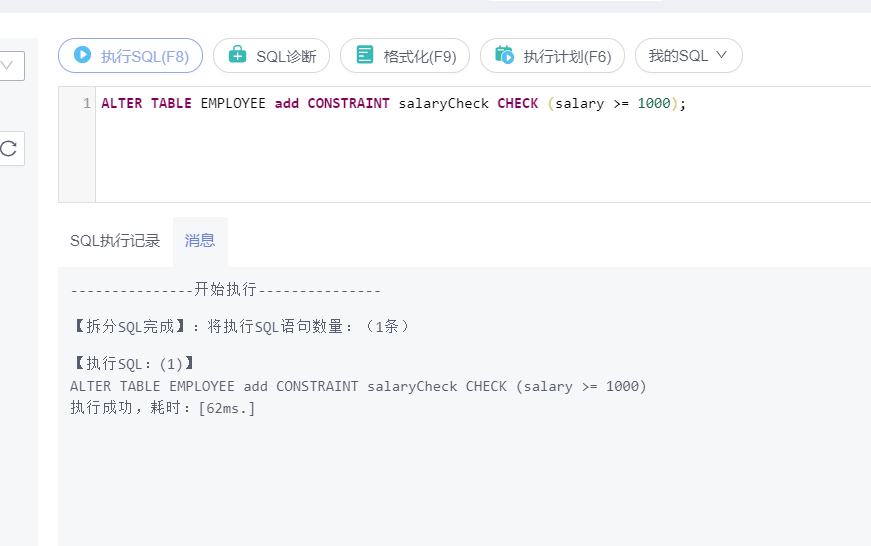 执行SQL(F8) SQL诊断 格式化(F9) 执行计划(F6) 我的SQL
1 ALTER TABLE EMPLOYEE add CONSTRAINT salaryCheck CHECK (salary >= 1000);
SQL执行记录 消息
---------------开始执行---------------
【拆分SQL完成】：将执行SQL语句数量：（1条）
【执行SQL：(1)】
ALTER TABLE EMPLOYEE add CONSTRAINT salaryCheck CHECK (salary >= 1000)
执行成功，耗时：[62ms.]